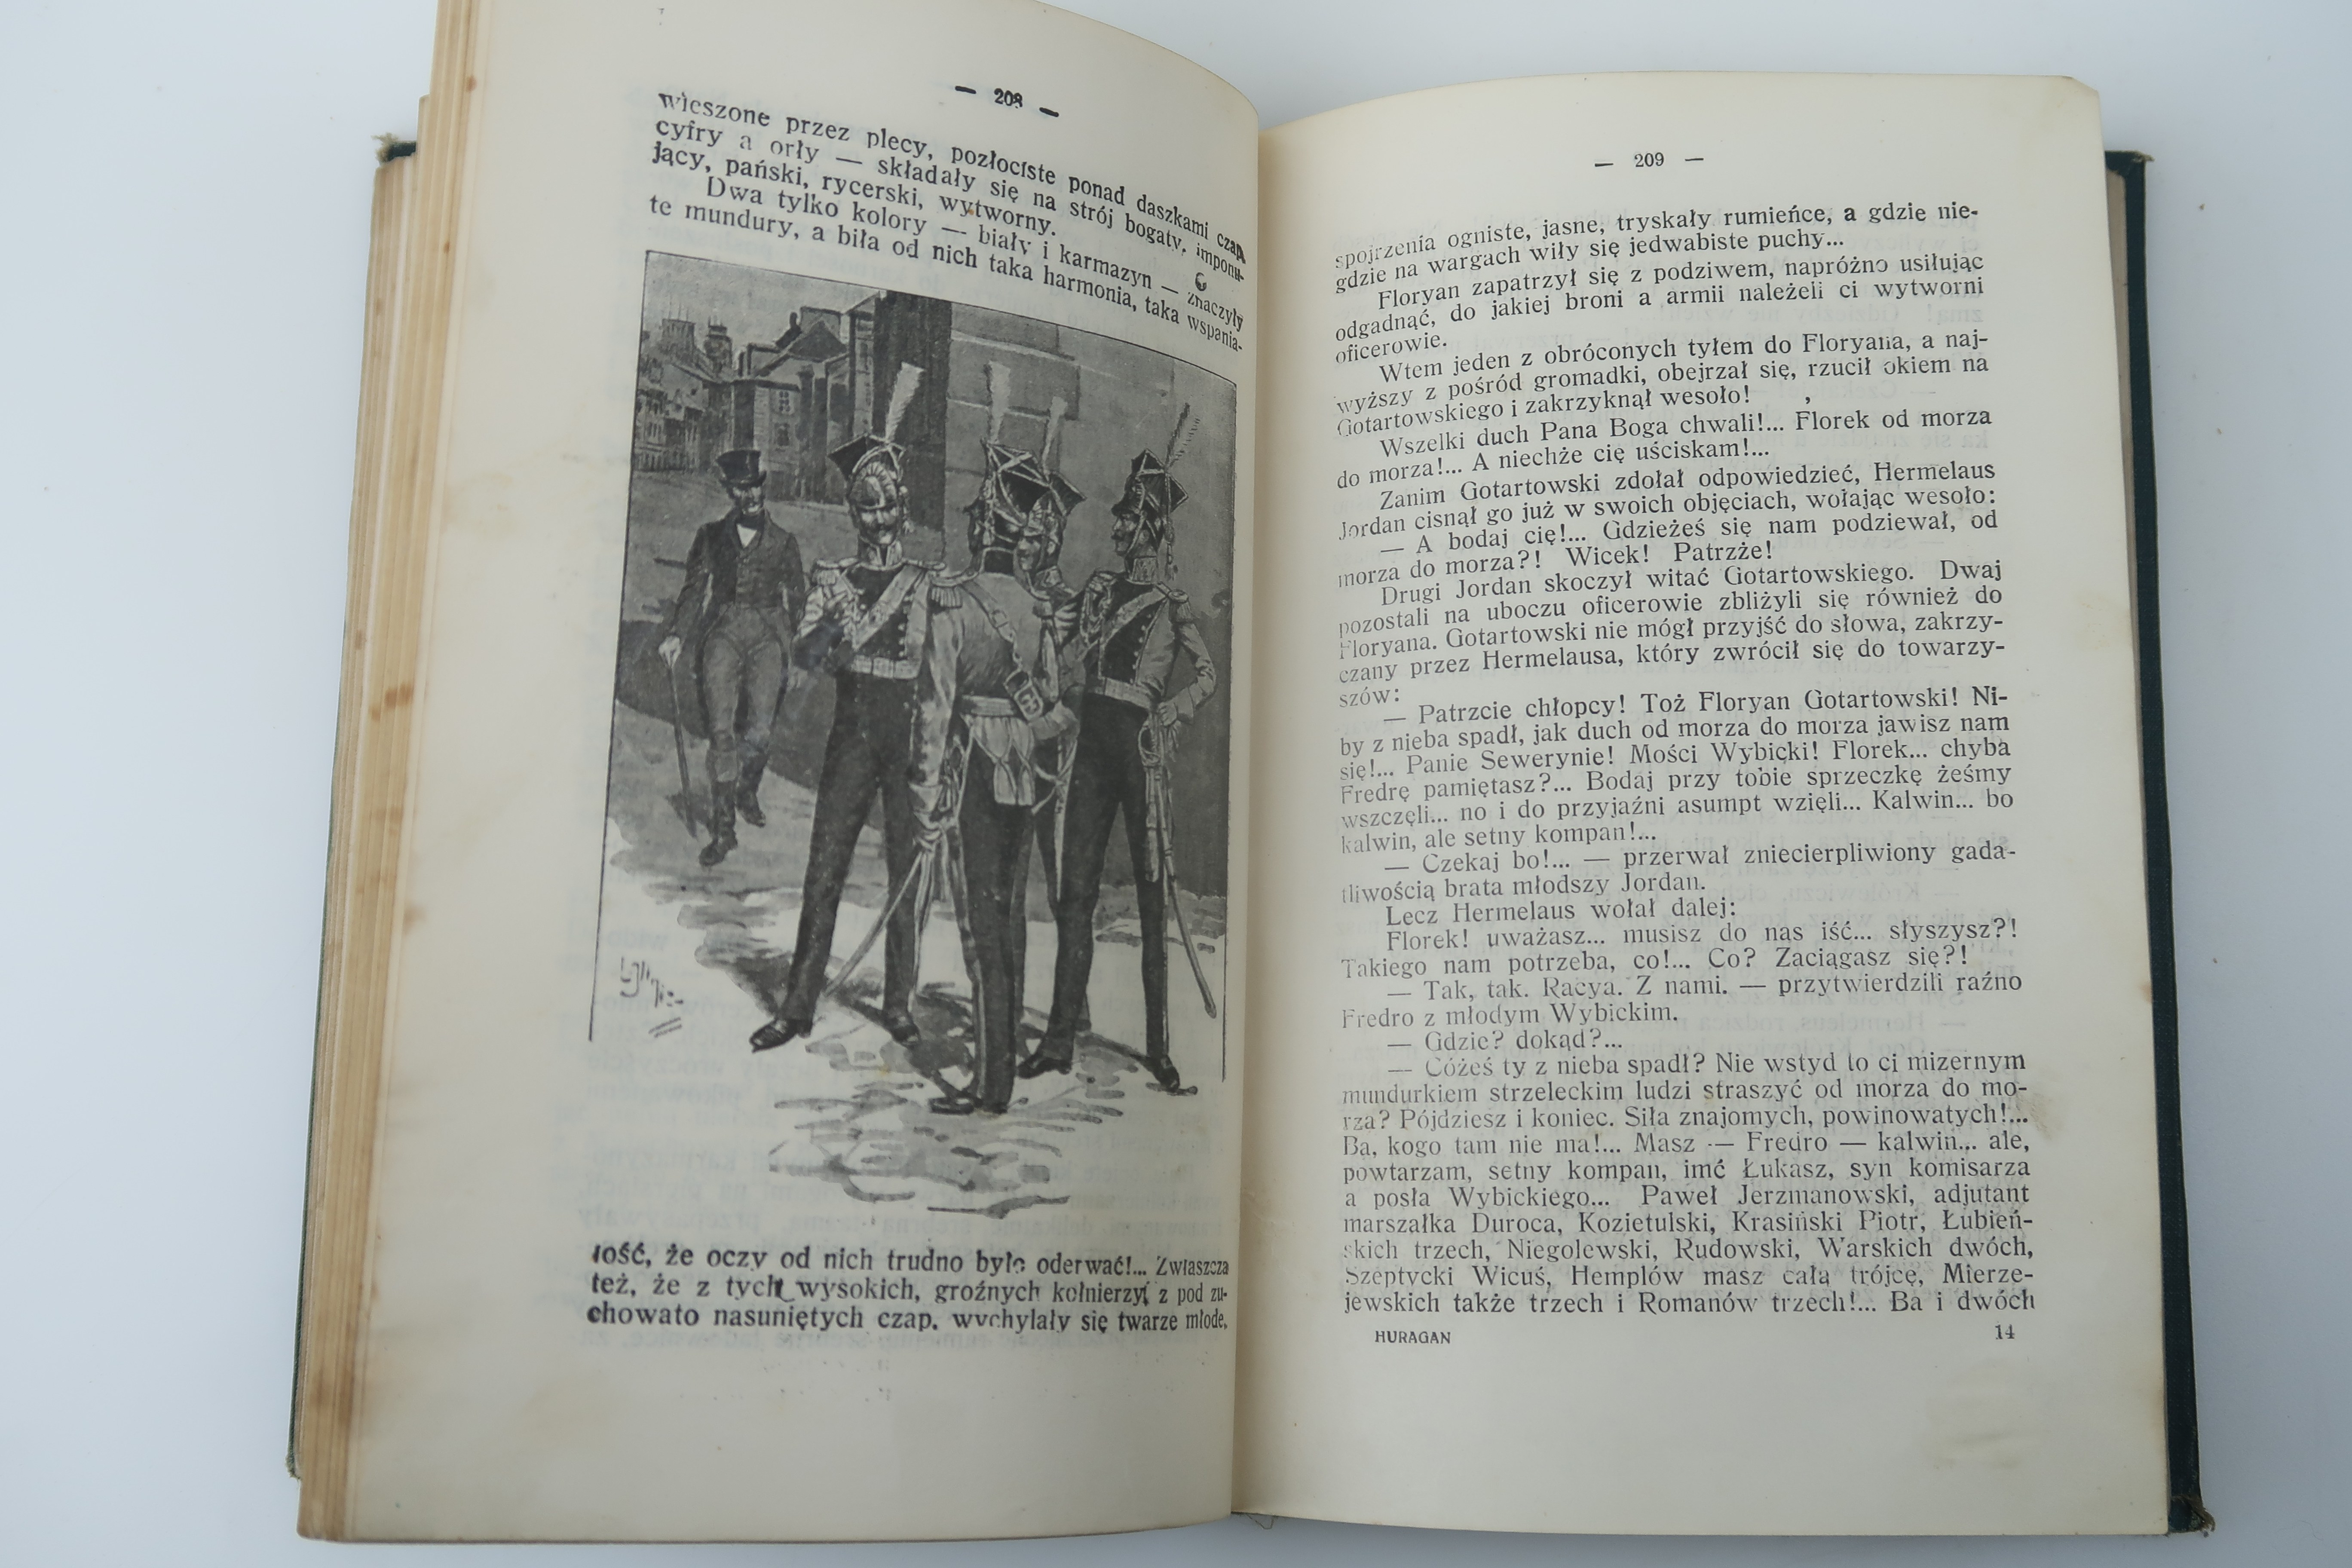 — 208 —
wieszone przez plecy, pozłociste ponad daszkami czap
cyfry a orły — składały się na strój bogaty, imponu-
jący, pański, rycerski, wytworny.
Dwa tylko kolory — biały i karmazyn — znaczyły
te mundury, a biła od nich taka harmonia, taka wspania-
łość, że oczy od nich trudno było oderwać!... Zwłaszcza
też, że z tych wysokich, groźnych kołnierzy z pod zu-
chowato nasuniętych czap, wychylały się twarze młode,
— 209 —
spojrzenia ogniste, jasne, tryskały rumieńce, a gdzie nie-
gdzie na wargach wiły się jedwabiste puchy...
Floryan zapatrzył się z podziwem, napróżno usiłując
odgadnąć, do jakiej broni a armii należeli ci wytworni
oficerowie.
Wtem jeden z obróconych tyłem do Floryana, a naj-
wyższy z pośród gromadki, obejrzał się, rzucił okiem na
Gotartowskiego i zakrzyknął wesoło!
Wszelki duch Pana Boga chwali!... Florek od morza
do morza!... A niechże cię uściskam!...
Zanim Gotartowski zdołał odpowiedzieć, Hermelaus
Jordan cisnął go już w swoich objęciach, wołając wesoło:
— A bodaj cię!... Gdzieżeś się nam podziewał, od
morza do morza?! Wicek! Patrzże!
Drugi Jordan skoczył witać Gotartowskiego. Dwaj
pozostali na uboczu oficerowie zbliżyli się również do
Floryana. Gotartowski nie mógł przyjść do słowa, zakrzy-
czany przez Hermelausa, który zwrócił się do towarzy-
szów:
— Patrzcie chłopcy! Toż Floryan Gotartowski! Ni-
by z nieba spadł, jak duch od morza do morza jawisz nam
się!... Panie Sewerynie! Mości Wybicki! Florek... chyba
Fredrę pamiętasz?... Bodaj przy tobie sprzeczkę żeśmy
wszczęli... no i do przyjaźni asumpt wzięli... Kalwin... bo
kalwin, ale setny kompan!...
— Czekaj bo!... — przerwał zniecierpliwiony gada-
tliwością brata młodszy Jordan.
Lecz Hermelaus wołał dalej:
Florek! uważasz... musisz do nas iść... słyszysz?!
Takiego nam potrzeba, co!... Co? Zaciągasz się?!
— Tak, tak. Racya. Z nami. — przytwierdzili raźno
Fredro z młodym Wybickim.
— Gdzie? dokąd?...
— Cóżeś ty z nieba spadł? Nie wstyd to ci mizernym
mundurkiem strzeleckim ludzi straszyć od morza do mo-
rza? Pójdziesz i koniec. Siła znajomych, powinowatych!...
Ba, kogo tam nie ma!... Masz — Fredro — kalwin... ale,
powtarzam, setny kompan, imć Łukasz, syn komisarza
a posła Wybickiego... Paweł Jerzmanowski, adjutant
marszałka Duroca, Kozietulski, Krasiński Piotr, Łubień-
skich trzech, Niegolewski, Rudowski, Warskich dwóch,
Szeptycki Wicuś, Hemplów masz całą trójcę, Mierze-
jewskich także trzech i Romanów trzech!... Ba i dwóch
HURAGAN 14